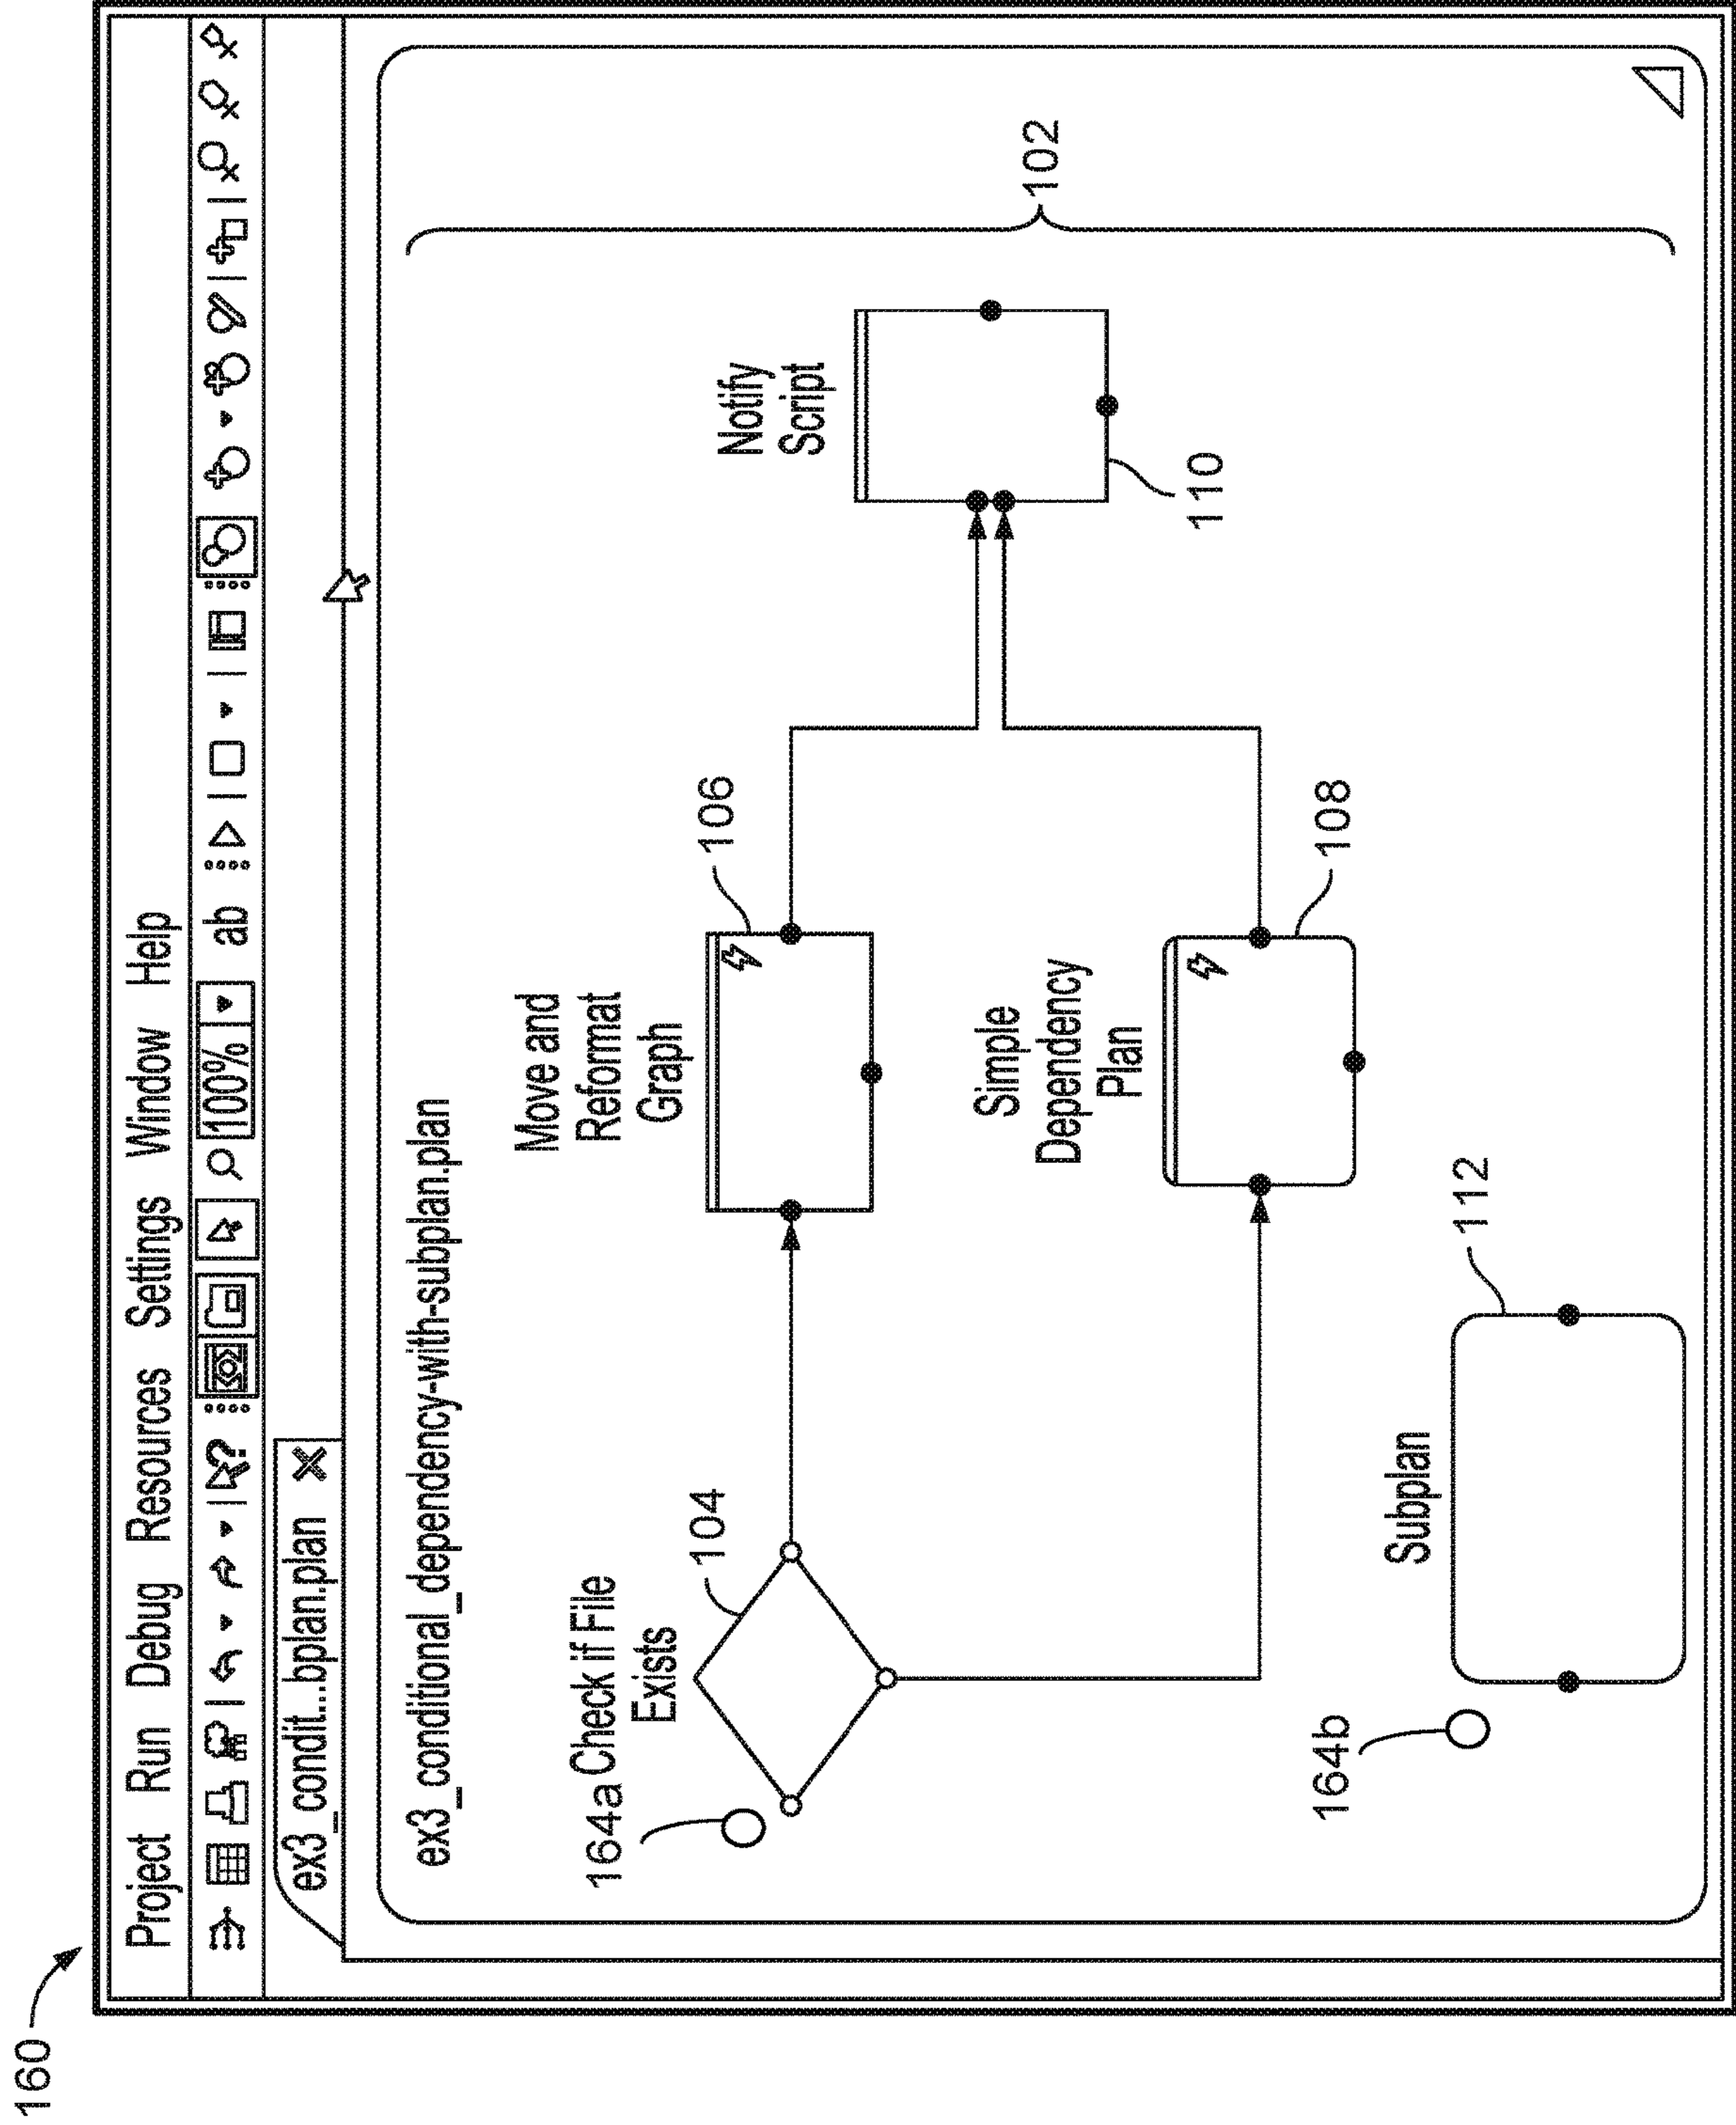 160
Project Run Debug Resources Settings Window Help
100% ab
ex3_condit...bplan.plan X
ex3_conditional_dependency-with-subplan.plan
102
164a
Check if File
Exists
104
Move and
Reformat
Graph
106
Notify
Script
110
Simple
Dependency
Plan
108
164b
Subplan
112